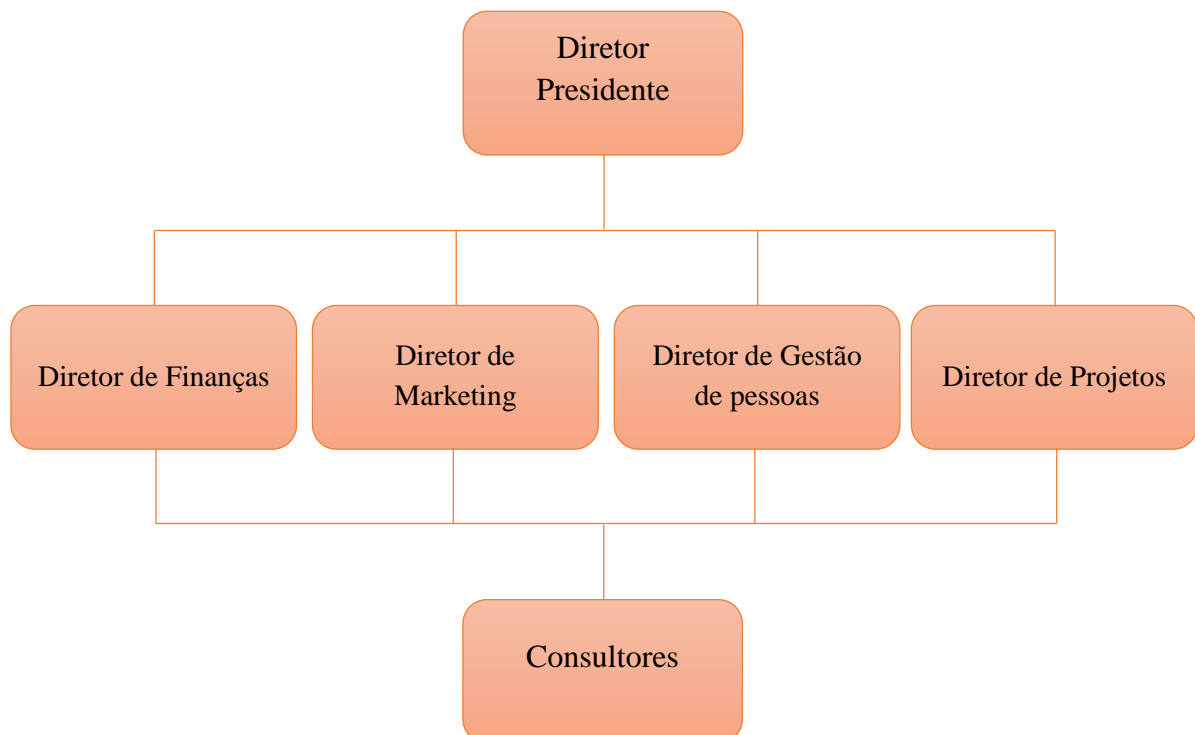 Diretor
Presidente
Diretor de Finanças
Diretor de
Marketing
Diretor de Gestão
de pessoas
Diretor de Projetos
Consultores